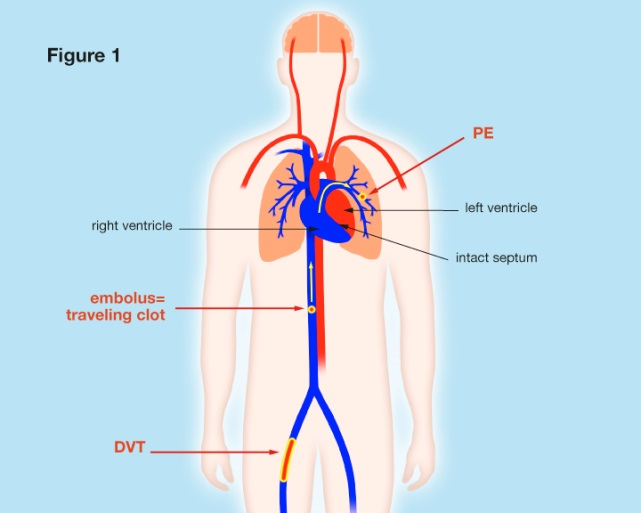 Figure 1
PE
left ventricle
right ventricle
intact septum
embolus=
traveling clot
DVT